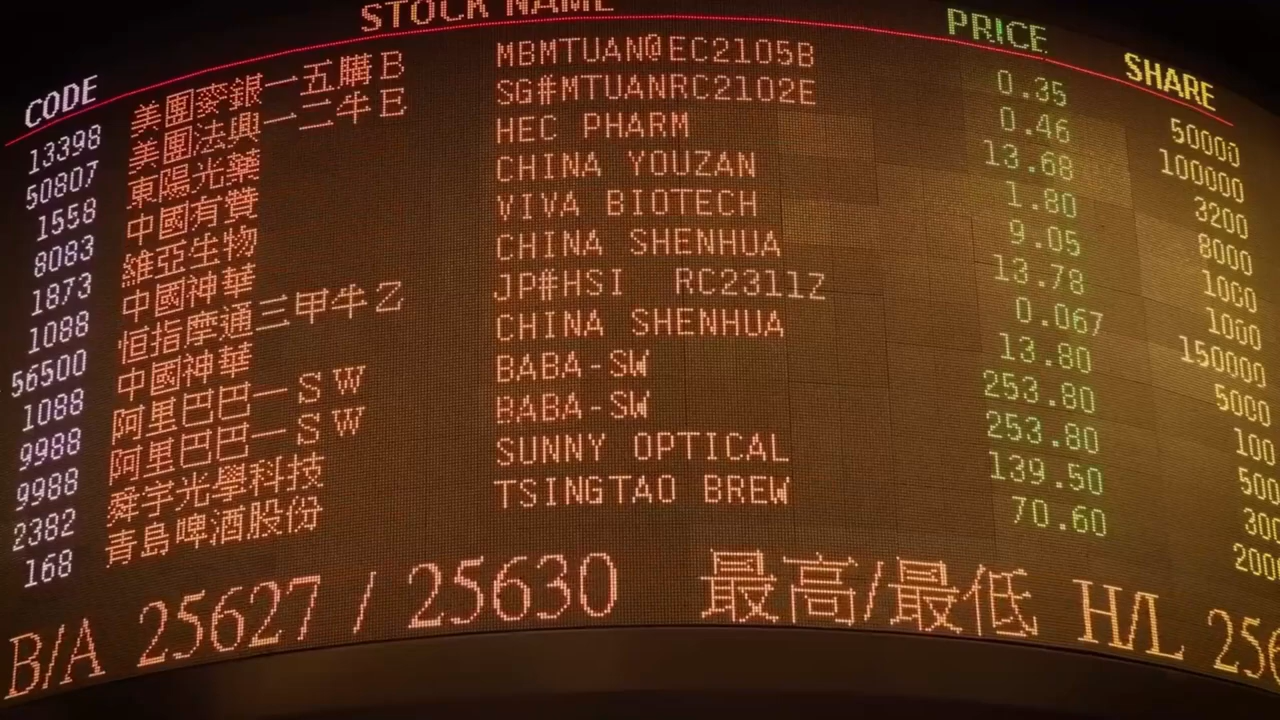 CODE STOCK NAME PRICE SHARE
13398 美團麥銀一五購B MBMTUAN@EC2105B 0.35 50000
50807 美團法興一二牛E SG#MTUANRC2102E 0.46 100000
1558 東陽光藥 HEC PHARM 13.68 3200
8083 中國有贊 CHINA YOUZAN 1.80 8000
1873 維亞生物 VIVA BIOTECH 9.05 1000
1088 中國神華 CHINA SHENHUA 13.78 1000
56500 恒指摩通三甲牛Z JP#HSI RC2311Z 0.067 150000
1088 中國神華 CHINA SHENHUA 13.80 5000
9988 阿里巴巴－ＳＷ BABA-SW 253.80 100
9988 阿里巴巴－ＳＷ BABA-SW 253.80 500
2382 舜宇光學科技 SUNNY OPTICAL 139.50 300
168 青島啤酒股份 TSINGTAO BREW 70.60 2000
B/A 25627 / 25630 最高/最低 H/L 256